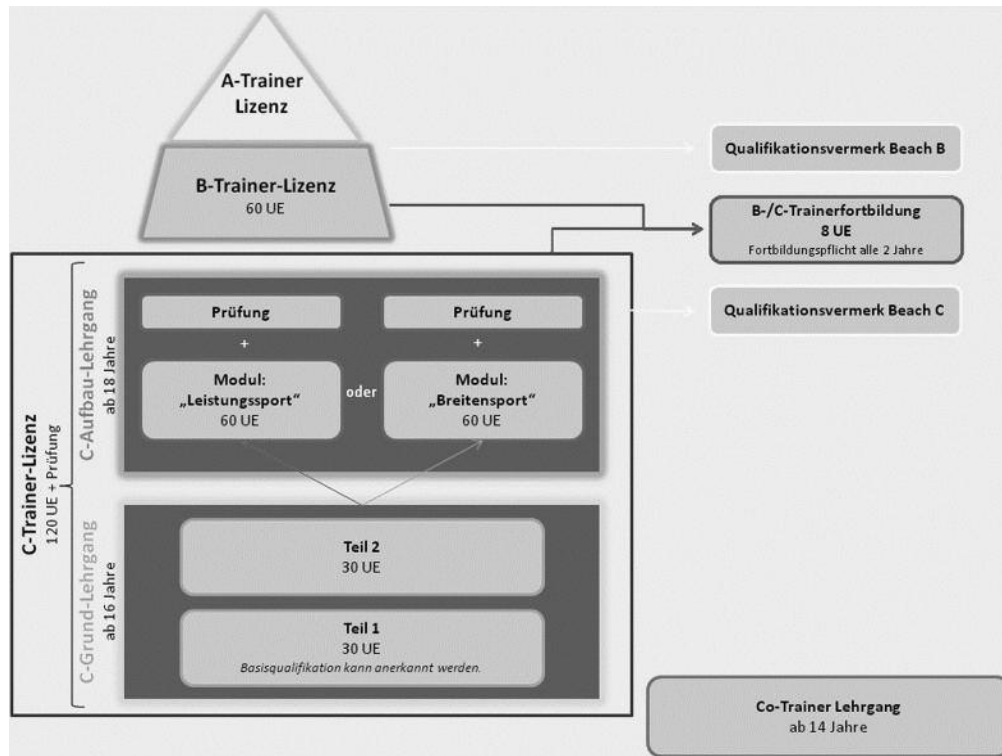 A-Trainer
Lizenz
B-Trainer-Lizenz
60 UE
Qualifikationsvermerk Beach B
B-/C-Trainerfortbildung
8 UE
Fortbildungspflicht alle 2 Jahre
Qualifikationsvermerk Beach C
C-Trainer-Lizenz
120 UE + Prüfung
C-Aufbau-Lehrgang
ab 18 Jahre
Prüfung
+
Modul:
„Leistungssport“
60 UE
oder
Prüfung
+
Modul:
„Breitensport“
60 UE
C-Grund-Lehrgang
ab 16 Jahre
Teil 2
30 UE
Teil 1
30 UE
Basisqualifikation kann anerkannt werden.
Co-Trainer Lehrgang
ab 14 Jahre